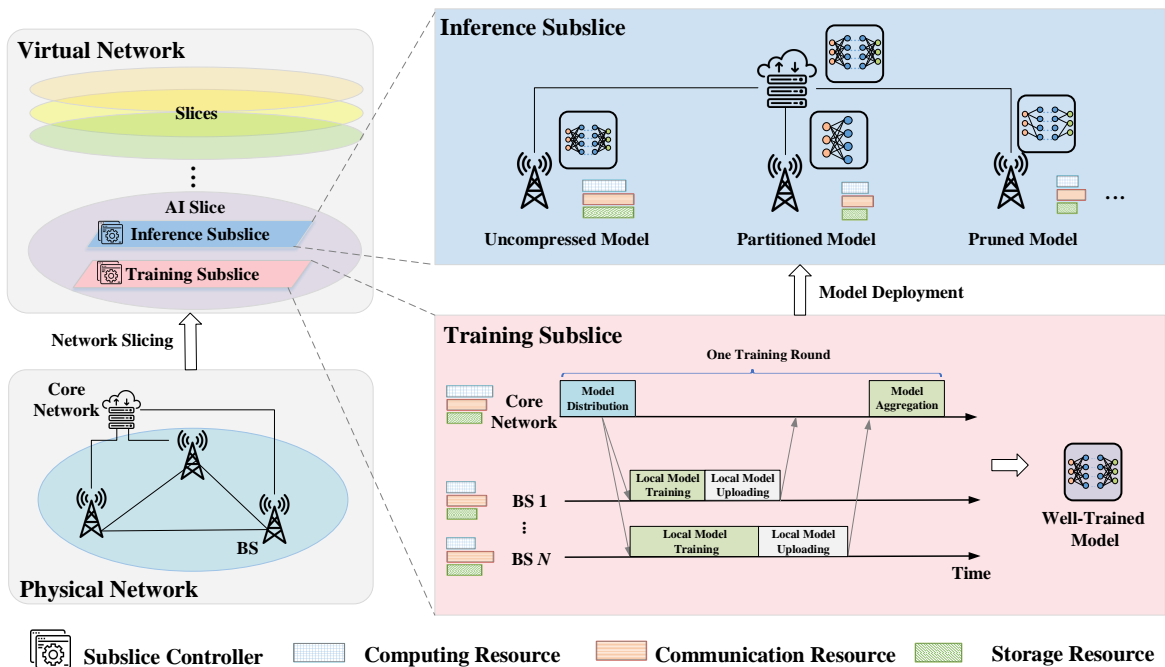 Virtual Network
Slices
...
AI Slice
Inference Subslice
Training Subslice
Network Slicing
Core
Network
BS
Physical Network
Inference Subslice
Uncompressed Model
Partitioned Model
Pruned Model
...
Model Deployment
Training Subslice
One Training Round
Core
Network
Model
Distribution
Model
Aggregation
BS 1
Local Model
Training
Local Model
Uploading
...
BS N
Local Model
Training
Local Model
Uploading
Time
Well-Trained
Model
Subslice Controller
Computing Resource
Communication Resource
Storage Resource